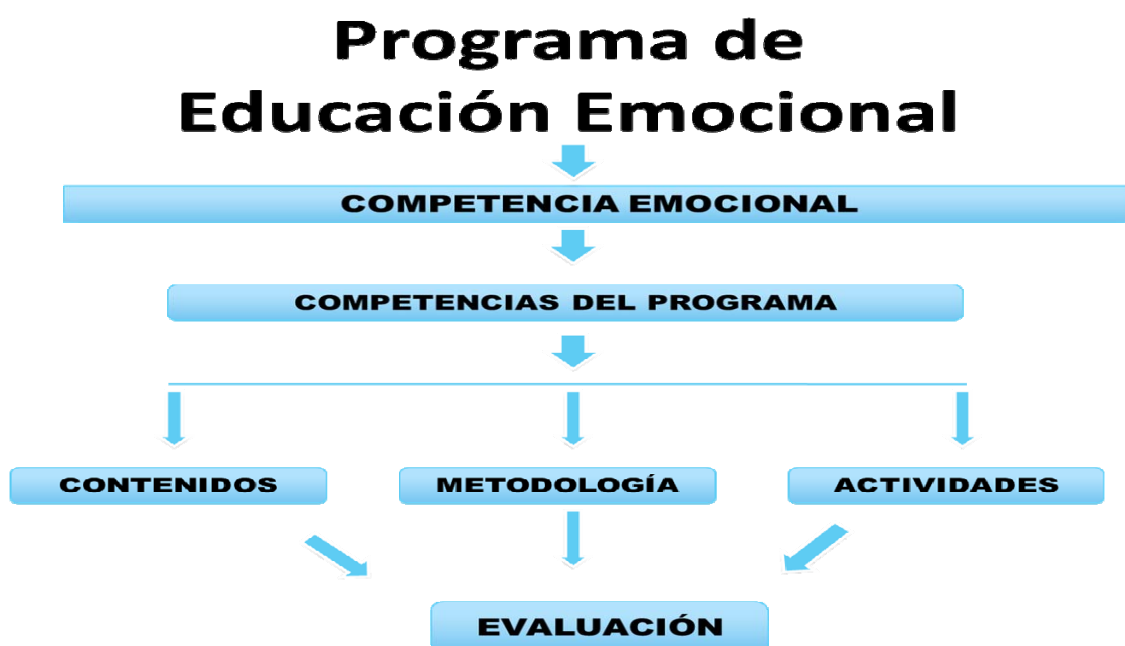 Programa de
Educación Emocional
COMPETENCIA EMOCIONAL
COMPETENCIAS DEL PROGRAMA
CONTENIDOS
METODOLOGÍA
ACTIVIDADES
EVALUACIÓN